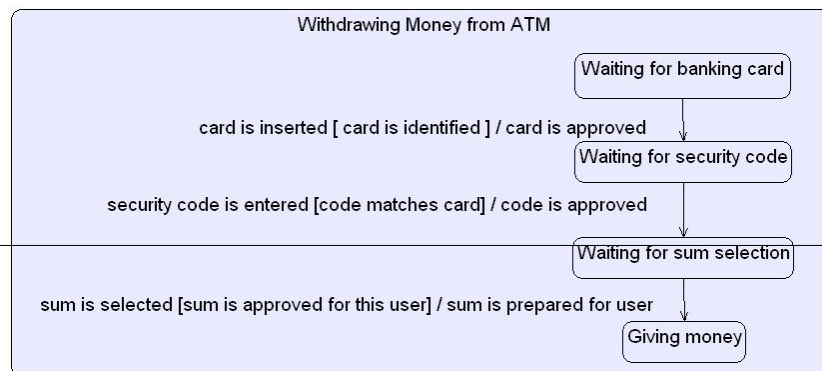 Withdrawing Money from ATM
Waiting for banking card
card is inserted [ card is identified ] / card is approved
Waiting for security code
security code is entered [code matches card] / code is approved
Waiting for sum selection
sum is selected [sum is approved for this user] / sum is prepared for user
Giving money